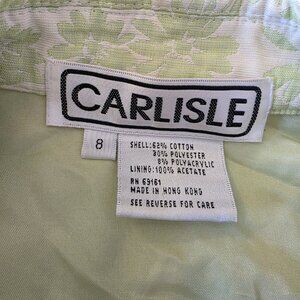 CARLISLE
8
SHELL: 62% COTTON
30% POLYESTER
8% POLYACRYLIC
LINING: 100% ACETATE
RN 69161
MADE IN HONG KONG
SEE REVERSE FOR CARE